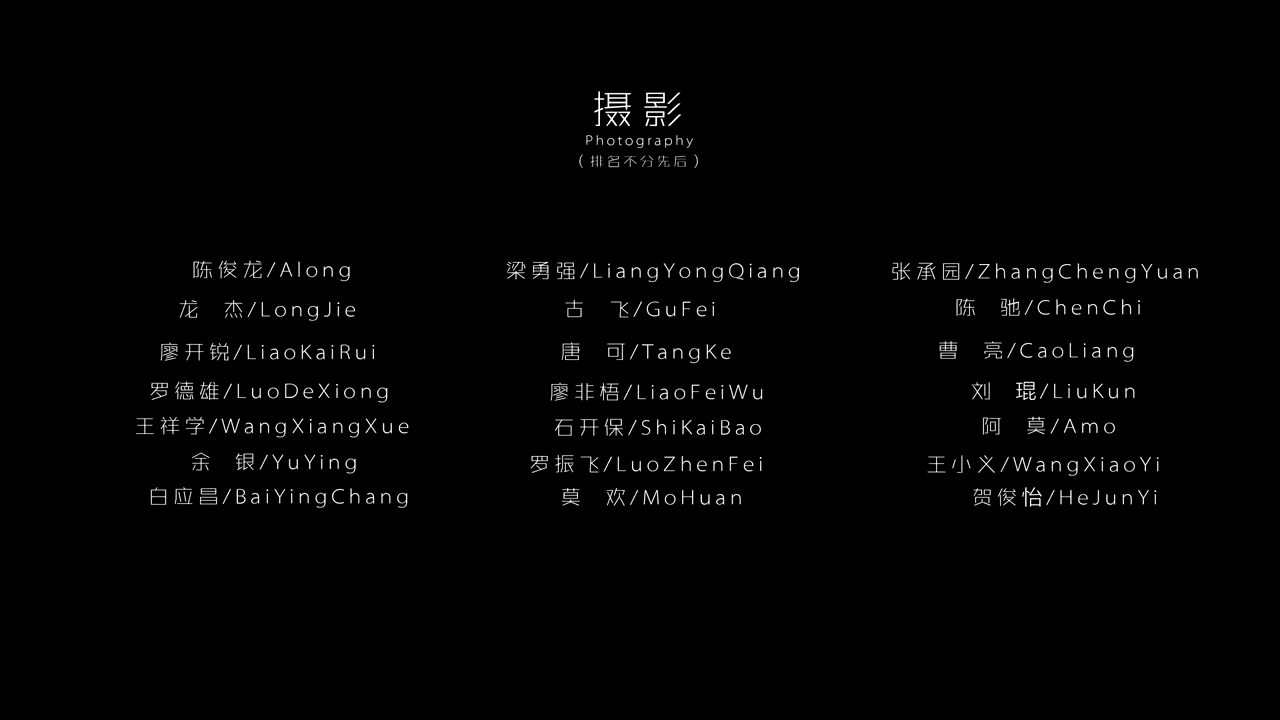 摄影
Photography
（排名不分先后）
陈俊龙/Along 梁勇强/LiangYongQiang 张承园/ZhangChengYuan
龙 杰/LongJie 古 飞/GuFei 陈 驰/ChenChi
廖开锐/LiaoKaiRui 唐 可/TangKe 曹 亮/CaoLiang
罗德雄/LuoDeXiong 廖非梧/LiaoFeiWu 刘 琨/LiuKun
王祥学/WangXiangXue 石开保/ShiKaiBao 阿 莫/Amo
余 银/YuYing 罗振飞/LuoZhenFei 王小义/WangXiaoYi
白应昌/BaiYingChang 莫 欢/MoHuan 贺俊怡/HeJunYi